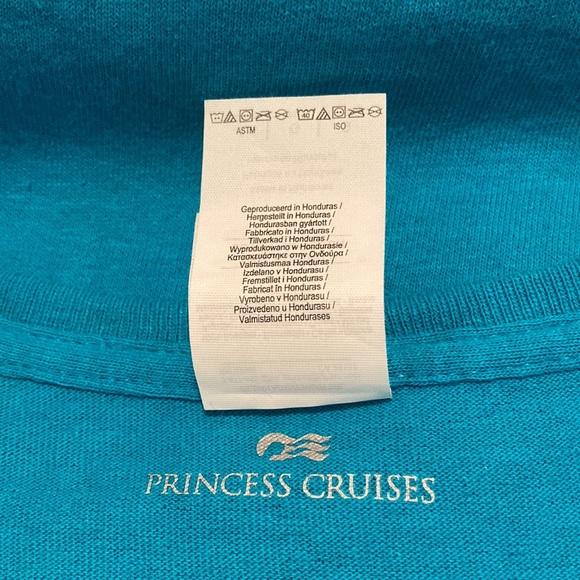 ASTM
40
ISO
Geproduceerd in Honduras /
Hergestellt in Honduras /
Hondurasban gyártott /
Fabbricato in Honduras /
Tillverkad i Honduras /
Wyprodukowano w Hondurasie /
Κατασκευάστηκε στην Ονδούρα /
Valmistusmaa Honduras /
Izdelano v Hondurasu /
Fremstillet i Honduras /
Fabricat în Honduras /
Vyrobeno v Hondurasu /
Proizvedeno u Hondurasu /
Valmistatud Hondurases
PRINCESS CRUISES